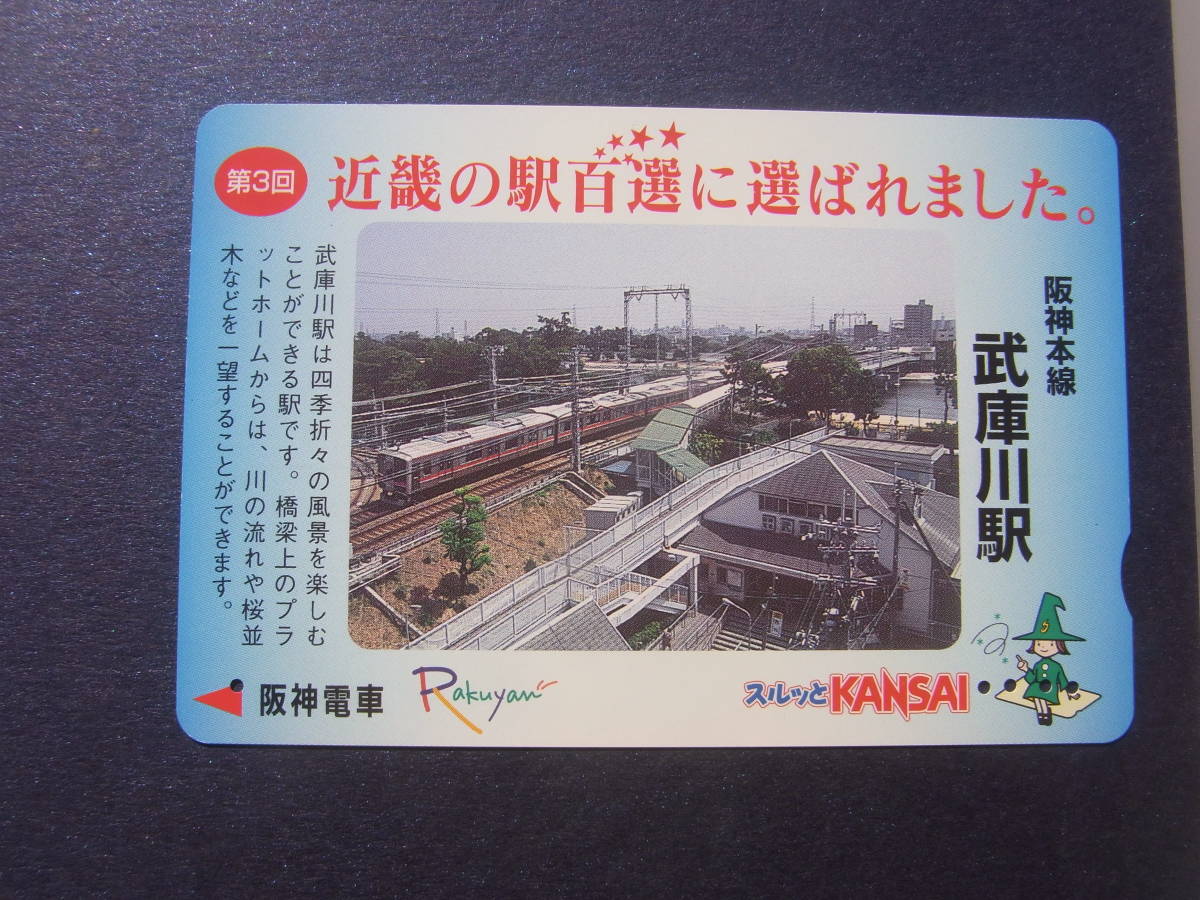 第3回
近畿の駅百選に選ばれました。
阪神本線
武庫川駅
武庫川駅は四季折々の風景を楽しむ
ことができる駅です。橋梁上のプラ
ットホームからは、川の流れや桜並
木などを一望することができます。
阪神電車
Rakuyan
スルッとKANSAI